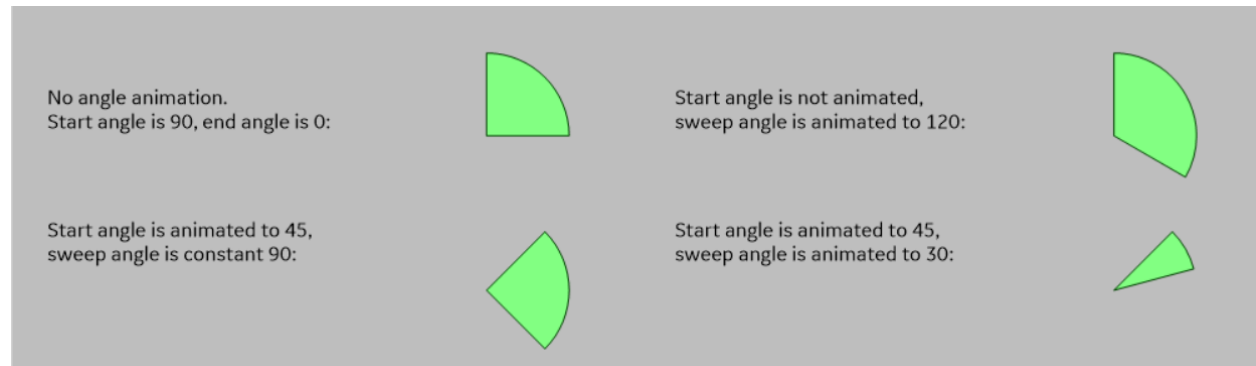 No angle animation.
Start angle is 90, end angle is 0:
Start angle is not animated,
sweep angle is animated to 120:
Start angle is animated to 45,
sweep angle is constant 90:
Start angle is animated to 45,
sweep angle is animated to 30: